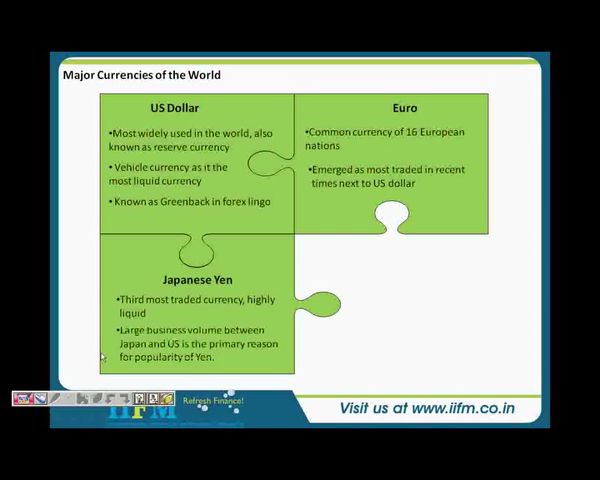 Major Currencies of the World
US Dollar
•Most widely used in the world, also
known as reserve currency
•Vehicle currency as it the
most liquid currency
•Known as Greenback in forex lingo
Euro
•Common currency of 16 European
nations
•Emerged as most traded in recent
times next to US dollar
Japanese Yen
•Third most traded currency, highly
liquid
•Large business volume between
Japan and US is the primary reason
for popularity of Yen.
IIFM
Refresh Finance!
Visit us at www.iifm.co.in